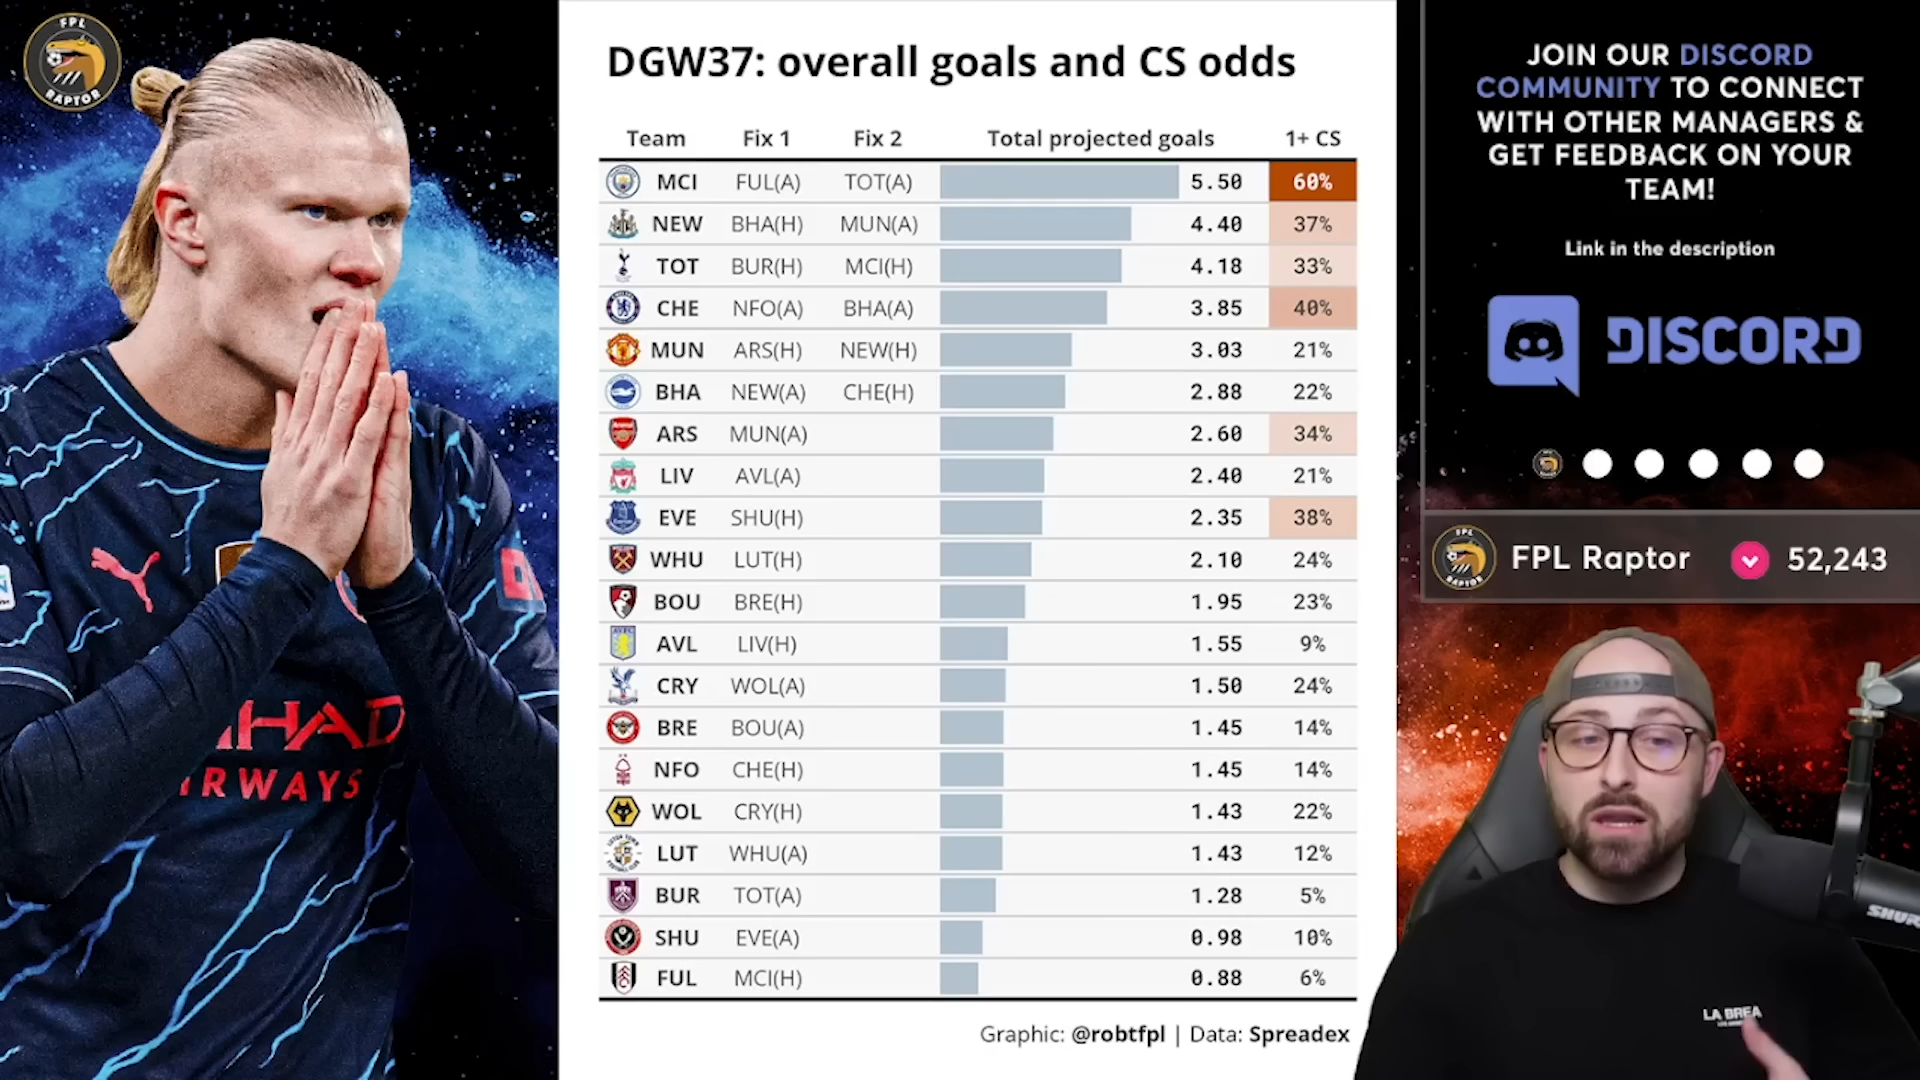 FPL
RAPTOR
DGW37: overall goals and CS odds
Team Fix 1 Fix 2 Total projected goals 1+ CS
MCI FUL(A) TOT(A) 5.50 60%
NEW BHA(H) MUN(A) 4.40 37%
TOT BUR(H) MCI(H) 4.18 33%
CHE NFO(A) BHA(A) 3.85 40%
MUN ARS(H) NEW(H) 3.03 21%
BHA NEW(A) CHE(H) 2.88 22%
ARS MUN(A) 2.60 34%
LIV AVL(A) 2.40 21%
EVE SHU(H) 2.35 38%
WHU LUT(H) 2.10 24%
BOU BRE(H) 1.95 23%
AVL LIV(H) 1.55 9%
CRY WOL(A) 1.50 24%
BRE BOU(A) 1.45 14%
NFO CHE(H) 1.45 14%
WOL CRY(H) 1.43 22%
LUT WHU(A) 1.43 12%
BUR TOT(A) 1.28 5%
SHU EVE(A) 0.98 10%
FUL MCI(H) 0.88 6%
Graphic: @robtfpl | Data: Spreadex
JOIN OUR DISCORD
COMMUNITY TO CONNECT
WITH OTHER MANAGERS &
GET FEEDBACK ON YOUR
TEAM!
Link in the description
DISCORD
FPL
RAPTOR
FPL Raptor 52,243
SHUR
LA BREA
HAD
IRWAYS